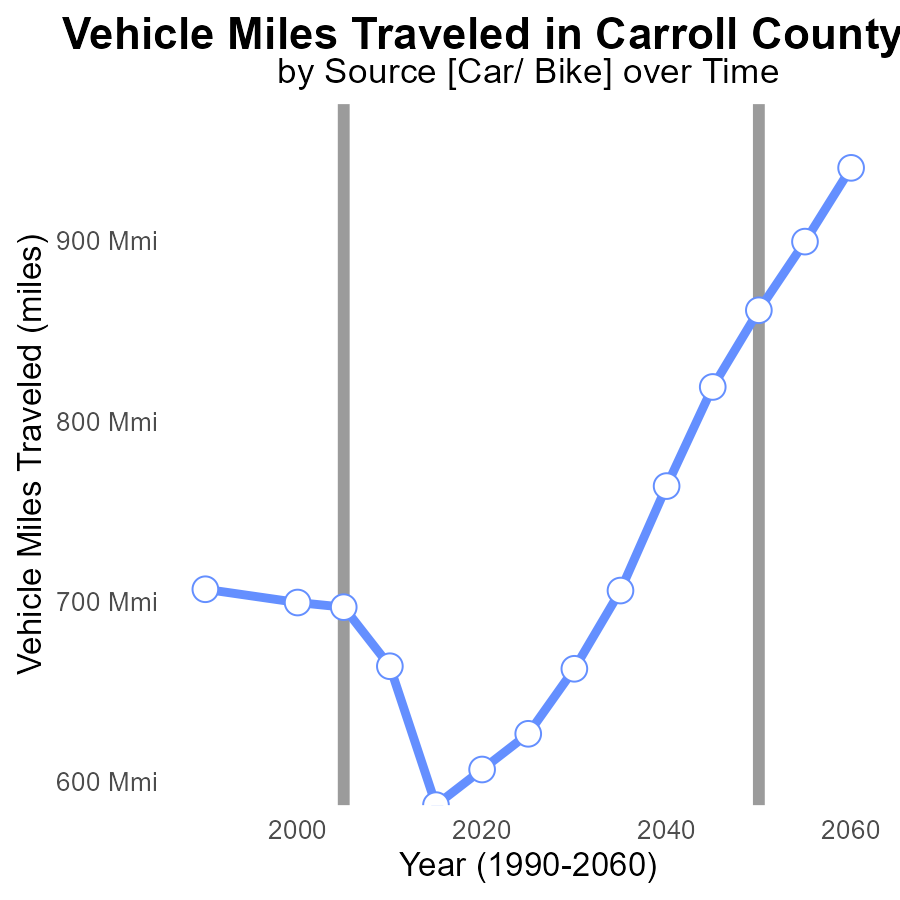 Vehicle Miles Traveled in Carroll County
by Source [Car/ Bike] over Time
Vehicle Miles Traveled (miles)
900 Mmi
800 Mmi
700 Mmi
600 Mmi
2000 2020 2040 2060
Year (1990-2060)